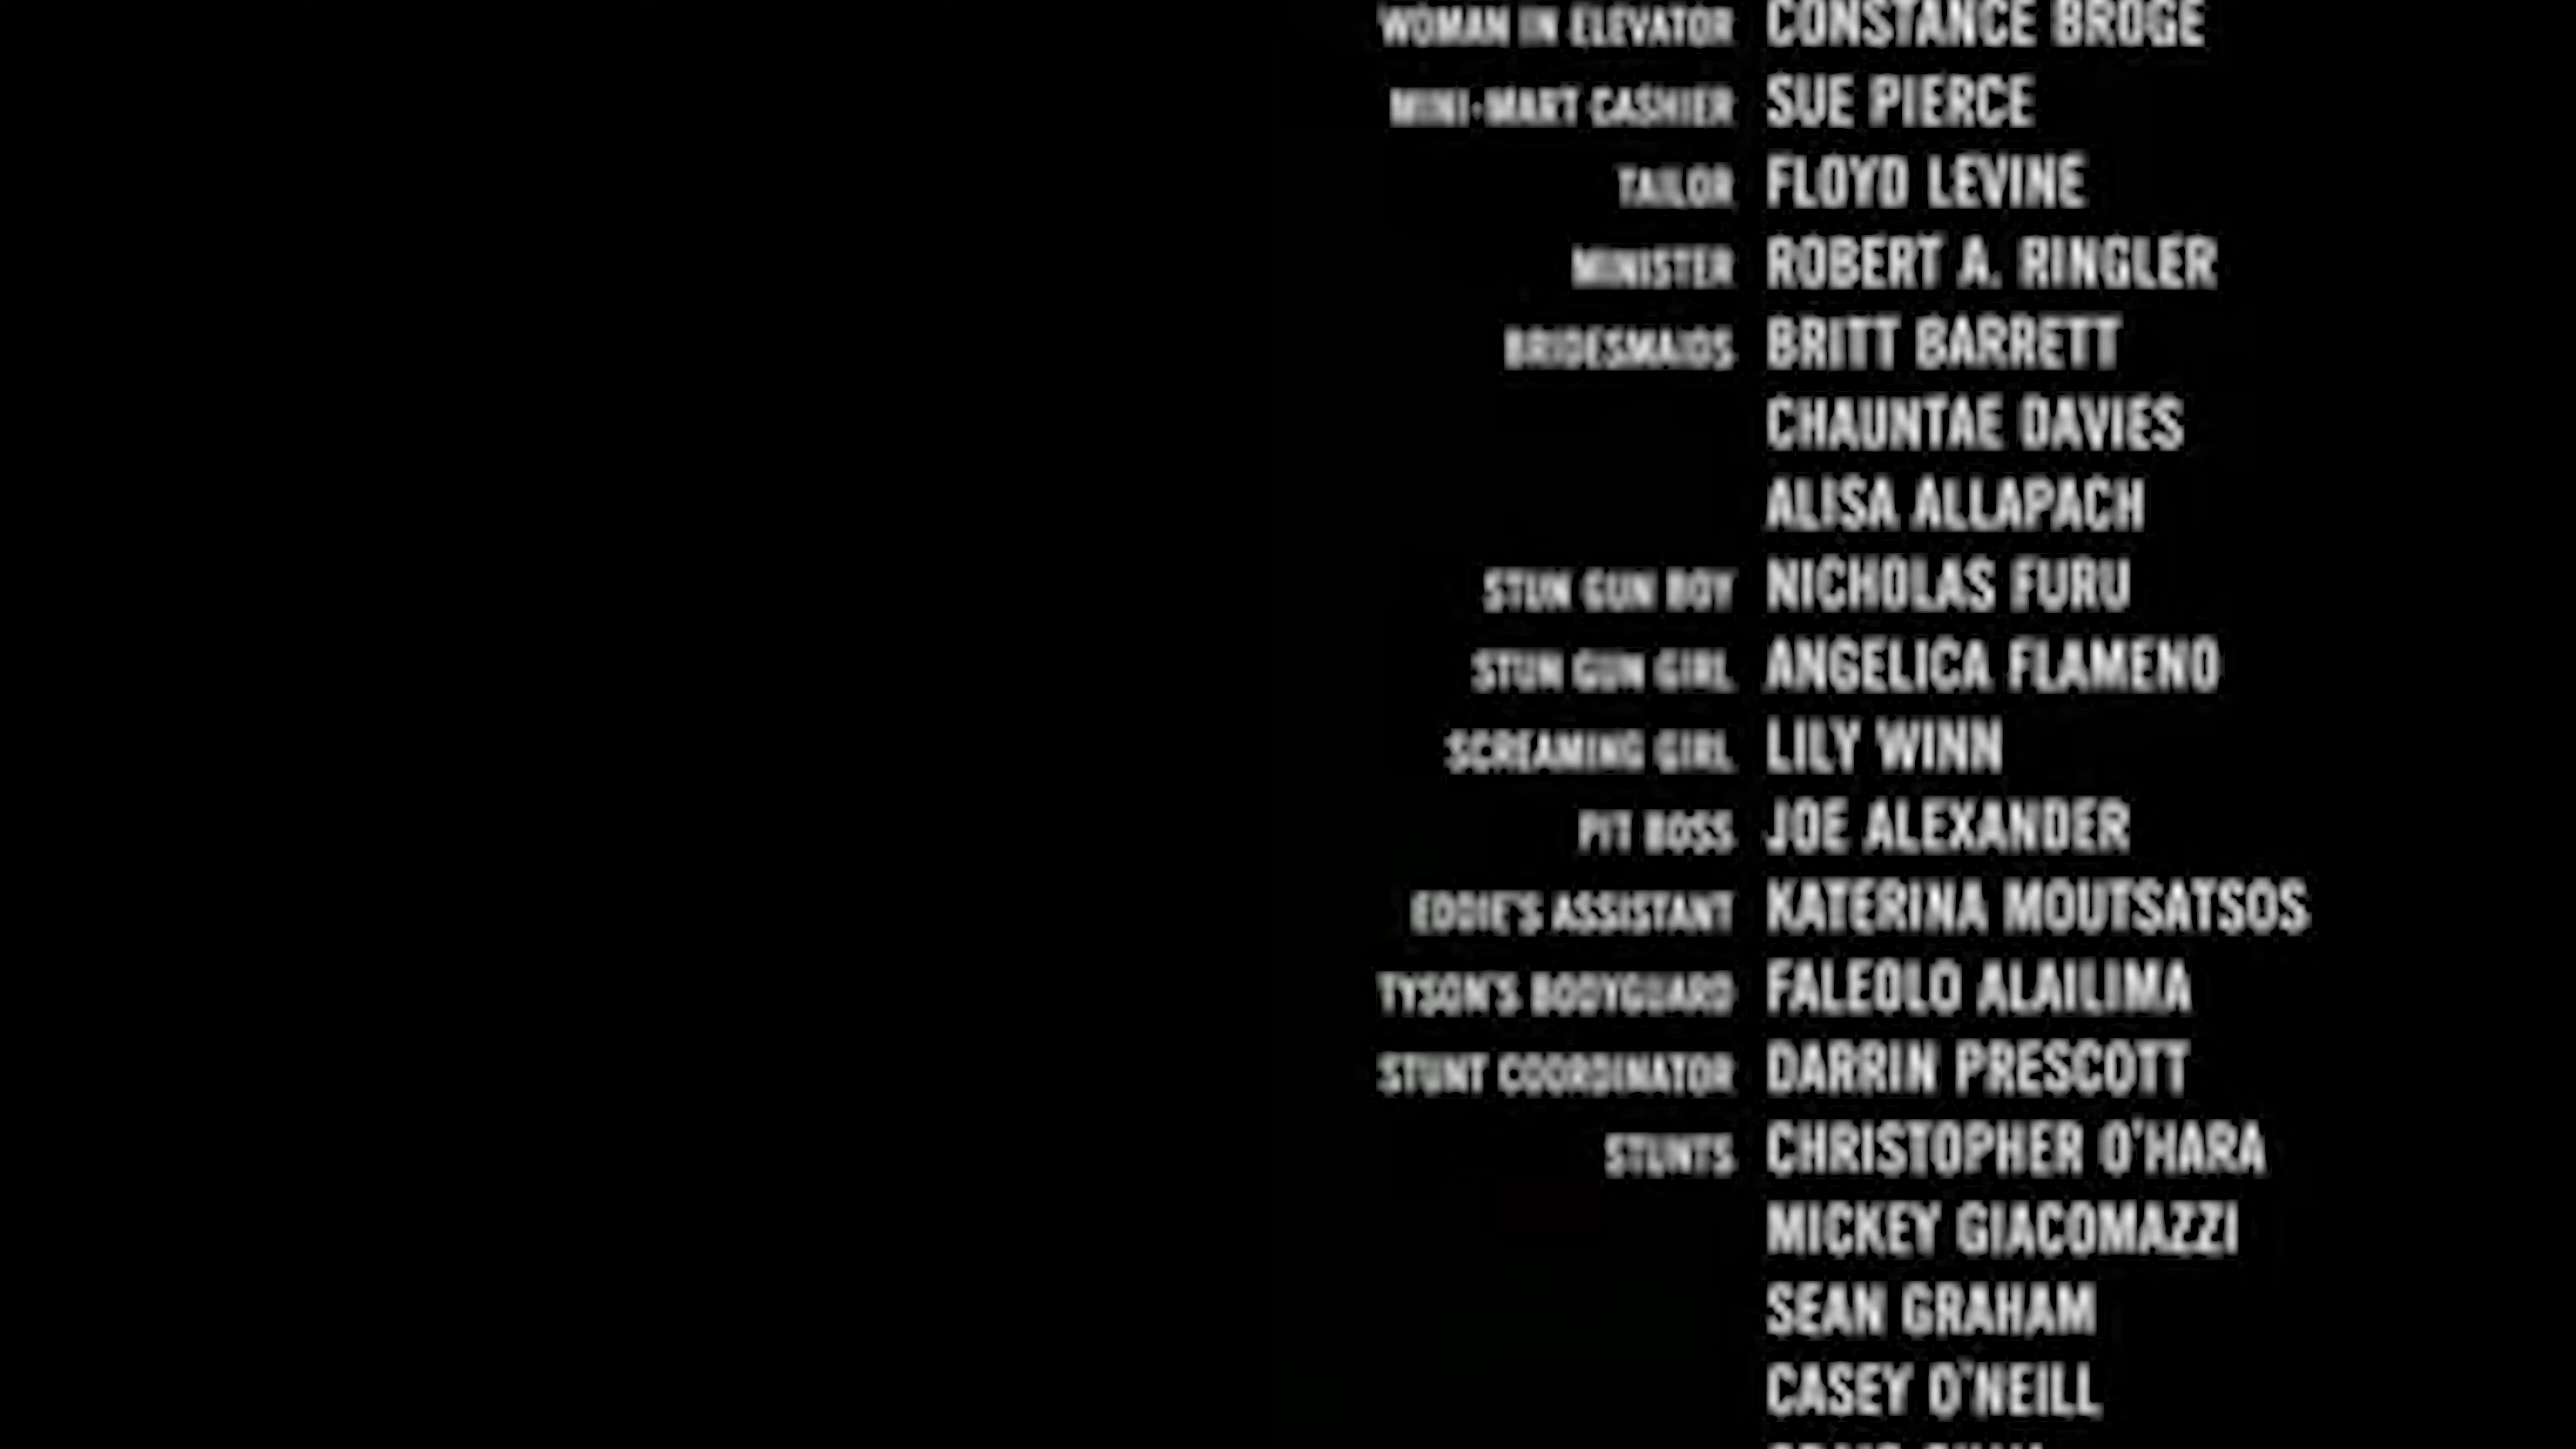 WOMAN IN ELEVATOR CONSTANCE BROGE
MINI-MART CASHIER SUE PIERCE
TAILOR FLOYD LEVINE
MINISTER ROBERT A. RINGLER
BRIDESMAIDS BRITT BARRETT
CHAUNTAE DAVIES
ALISA ALLAPACH
STUN GUN BOY NICHOLAS FURU
STUN GUN GIRL ANGELICA FLAMENO
SCREAMING GIRL LILY WINN
PIT BOSS JOE ALEXANDER
EDDIE'S ASSISTANT KATERINA MOUTSATSOS
TYSON'S BODYGUARD FALEOLO ALAILIMA
STUNT COORDINATOR DARRIN PRESCOTT
STUNTS CHRISTOPHER O'HARA
MICKEY GIACOMAZZI
SEAN GRAHAM
CASEY O'NEILL